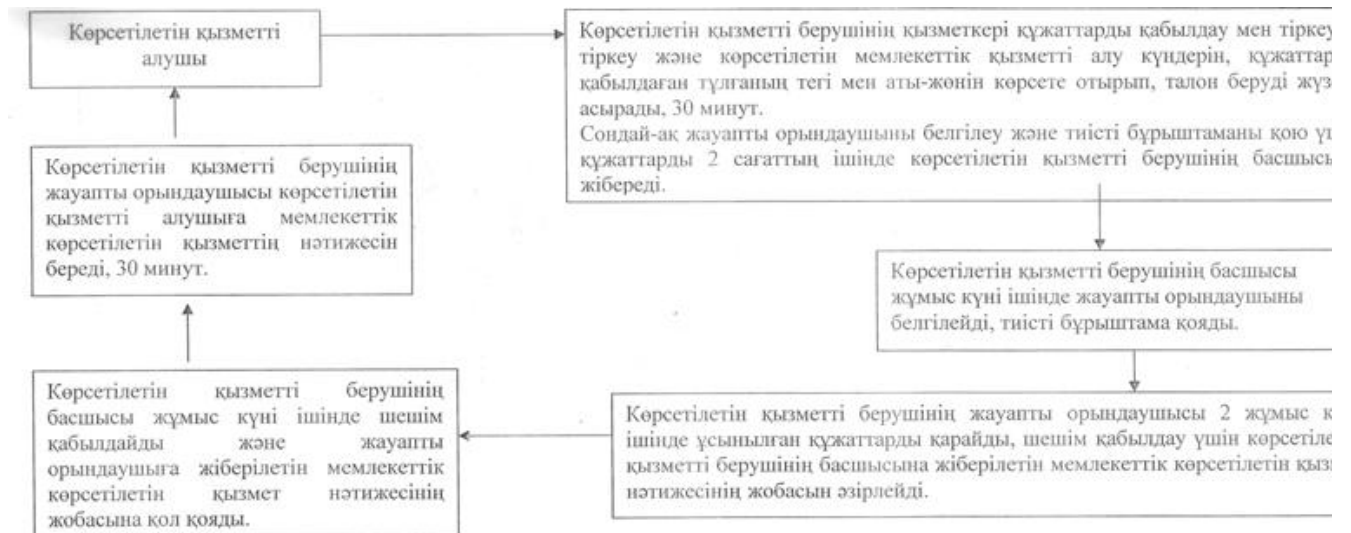 Көрсетілетін қызметті
алушы
Көрсетілетін қызметті берушінің қызметкері құжаттарды қабылдау мен тіркеу
тіркеу және көрсетілетін мемлекеттік қызметті алу күндерін, құжаттар
қабылдаған тұлғаның тегі мен аты-жөнін көрсете отырып, талон беруді жүз
асырады, 30 минут.
Сондай-ақ жауапты орындаушыны белгілеу және тиісті бұрыштаманы қою
құжаттарды 2 сағаттың ішінде көрсетілетін қызметті берушінің басшысы
жібереді.
Көрсетілетін қызметті берушінің басшысы
жұмыс күні ішінде жауапты орындаушыны
белгілейді, тиісті бұрыштама қояды.
Көрсетілетін қызметті берушінің жауапты орындаушысы 2 жұмыс
ішінде ұсынылған құжаттарды қарайды, шешім қабылдау үшін көрсетіле
қызметті берушінің басшысына жіберілетін мемлекеттік көрсетілетін қыз
нәтижесінің жобасын әзірлейді.
Көрсетілетін қызметті берушінің
басшысы жұмыс күні ішінде шешім
қабылдайды және жауапты
орындаушыға жіберілетін мемлекеттік
көрсетілетін қызмет нәтижесінің
жобасына қол қояды.
Көрсетілетін қызметті берушінің
жауапты орындаушысы көрсетілетін
қызметті алушыға мемлекеттік
көрсетілетін қызметтің нәтижесін
береді, 30 минут.